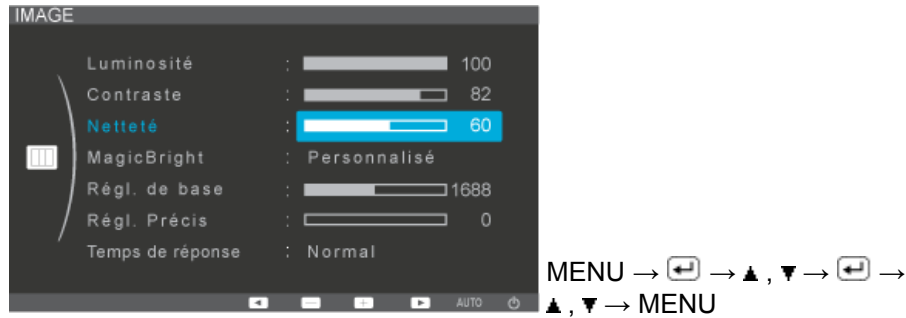 IMAGE
Luminosité : 100
Contraste : 82
Netteté : 60
MagicBright : Personnalisé
Régl. de base : 1688
Régl. Précis : 0
Temps de réponse : Normal
AUTO
MENU → ↵ → ▲ , ▼ → ↵ →
▲ , ▼ → MENU